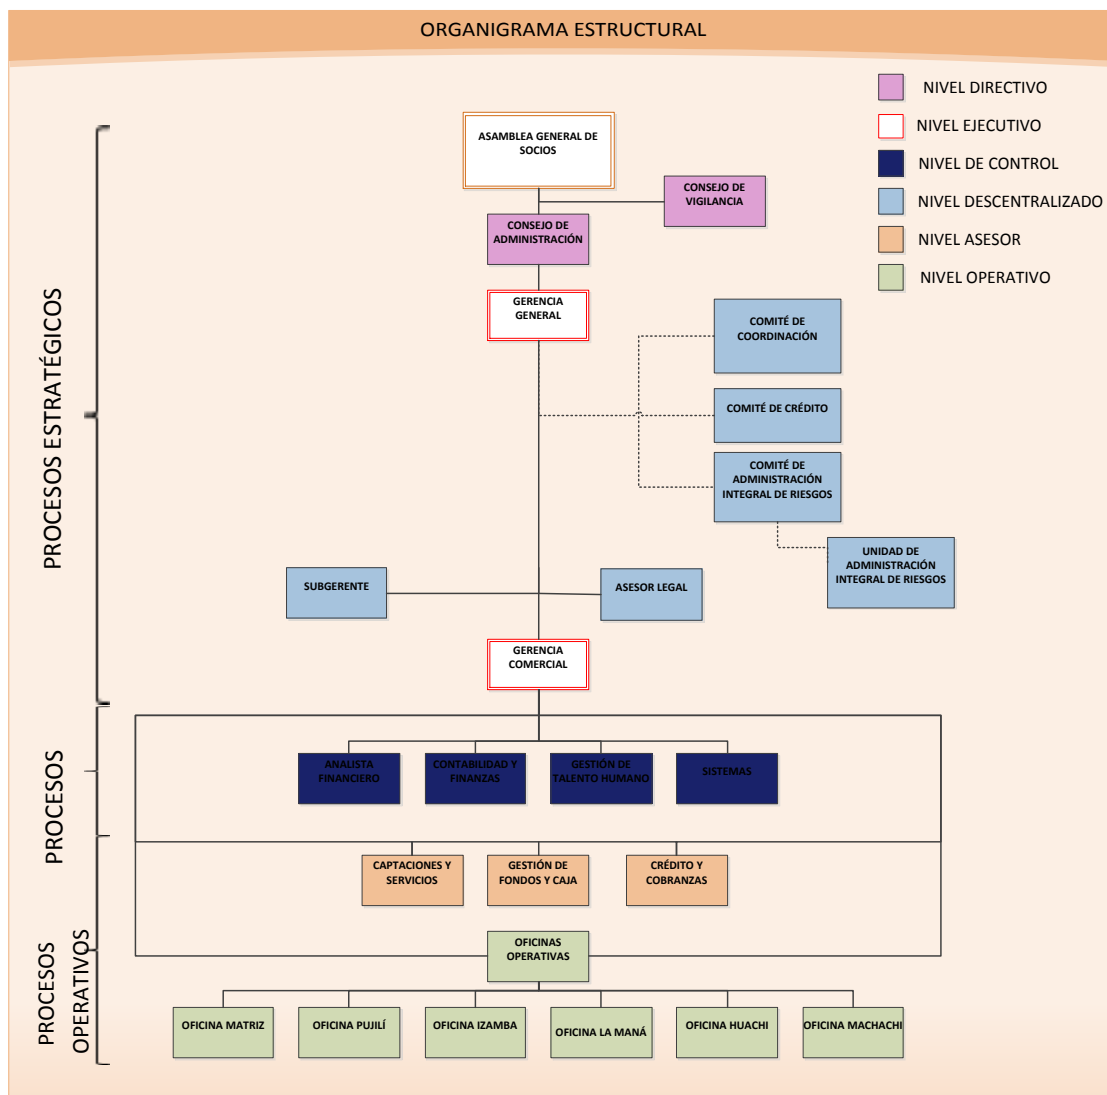 ORGANIGRAMA ESTRUCTURAL
NIVEL DIRECTIVO
NIVEL EJECUTIVO
NIVEL DE CONTROL
NIVEL DESCENTRALIZADO
NIVEL ASESOR
NIVEL OPERATIVO
PROCESOS ESTRATÉGICOS
ASAMBLEA GENERAL DE
SOCIOS
CONSEJO DE
VIGILANCIA
CONSEJO DE
ADMINISTRACIÓN
GERENCIA
GENERAL
COMITÉ DE
COORDINACIÓN
COMITÉ DE CRÉDITO
COMITÉ DE
ADMINISTRACIÓN
INTEGRAL DE RIESGOS
UNIDAD DE
ADMINISTRACIÓN
INTEGRAL DE RIESGOS
SUBGERENTE
ASESOR LEGAL
GERENCIA
COMERCIAL
PROCESOS
ANALISTA
FINANCIERO
CONTABILIDAD Y
FINANZAS
GESTIÓN DE
TALENTO HUMANO
SISTEMAS
PROCESOS
OPERATIVOS
CAPTACIONES Y
SERVICIOS
GESTIÓN DE
FONDOS Y CAJA
CRÉDITO Y
COBRANZAS
OFICINAS
OPERATIVAS
OFICINA MATRIZ
OFICINA PUJILÍ
OFICINA IZAMBA
OFICINA LA MANÁ
OFICINA HUACHI
OFICINA MACHACHI